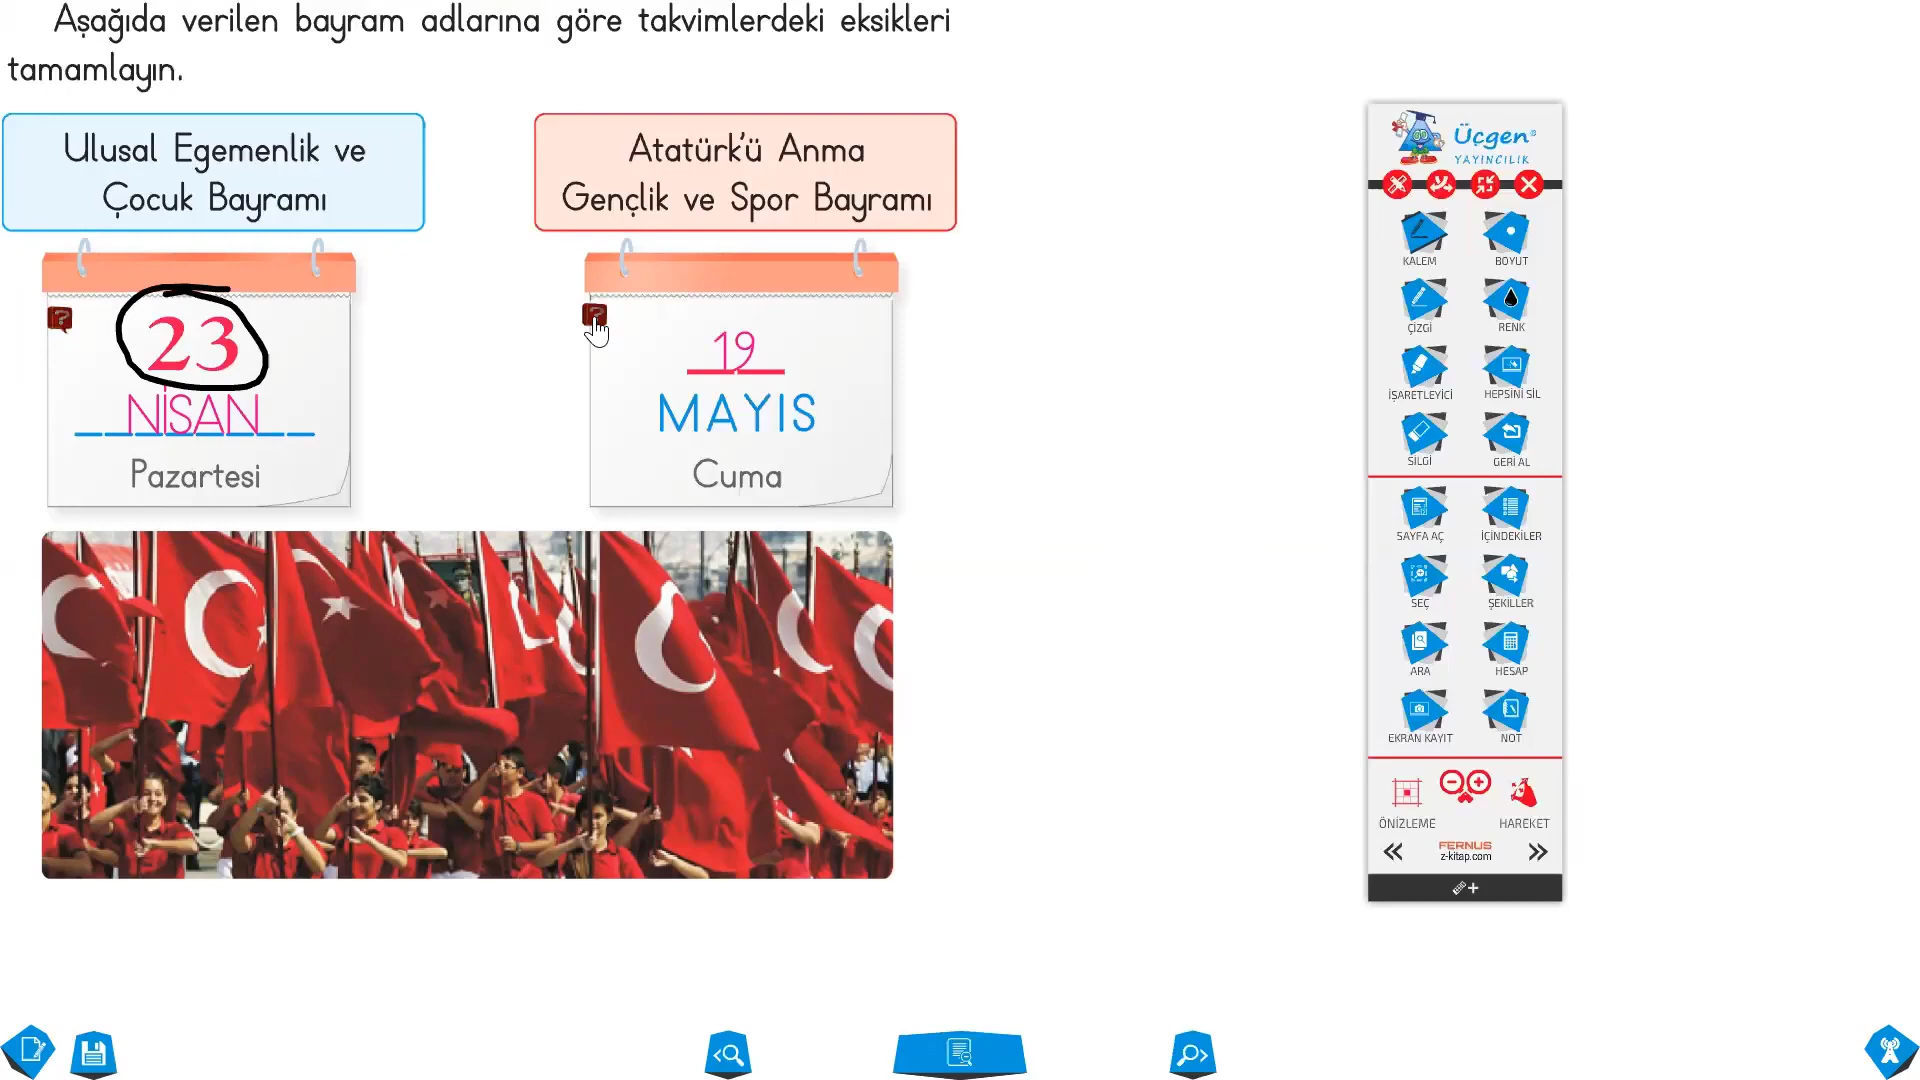 Aşağıda verilen bayram adlarına göre takvimlerdeki eksikleri
tamamlayın.
Ulusal Egemenlik ve
Çocuk Bayramı
Atatürk'ü Anma
Gençlik ve Spor Bayramı
?
23
NİSAN
Pazartesi
?
19
MAYIS
Cuma
Üçgen®
YAYINCILIK
KALEM
BOYUT
ÇİZGİ
RENK
İŞARETLEYİCİ
HEPSİNİ SİL
SİLGİ
GERİ AL
SAYFA AÇ
İÇİNDEKİLER
SEÇ
ŞEKİLLER
ARA
HESAP
EKRAN KAYIT
NOT
ÖNİZLEME
HAREKET
FERNUS
z-kitap.com